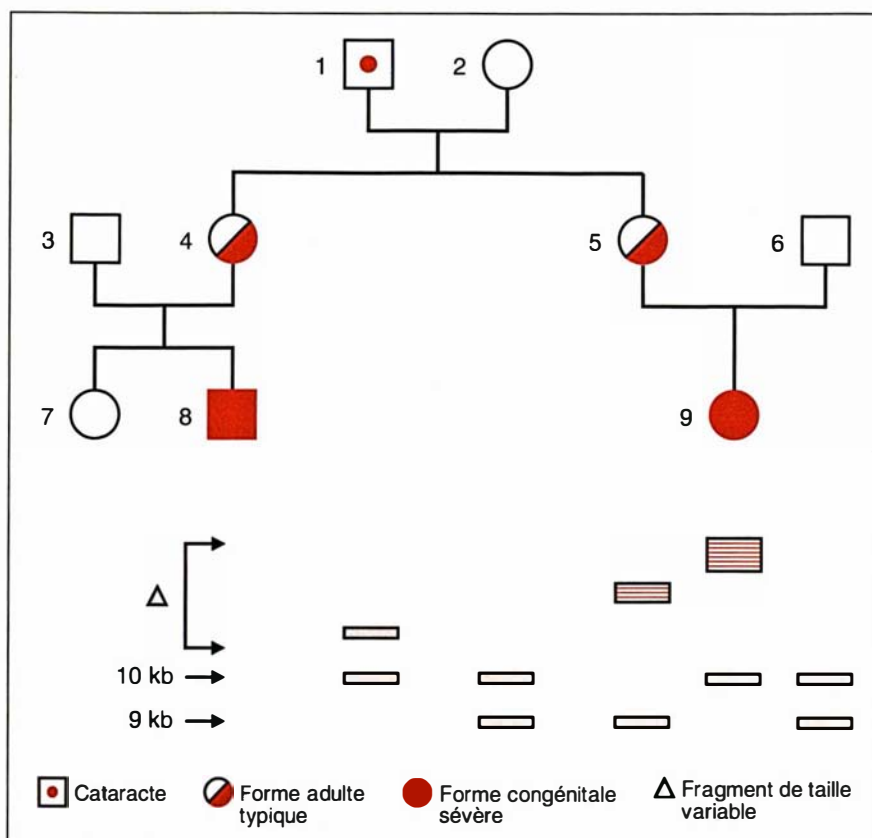 1
2
3
4
5
6
7
8
9
Δ
10 kb
9 kb
Cataracte
Forme adulte
typique
Forme congénitale
sévère
Δ Fragment de taille
variable